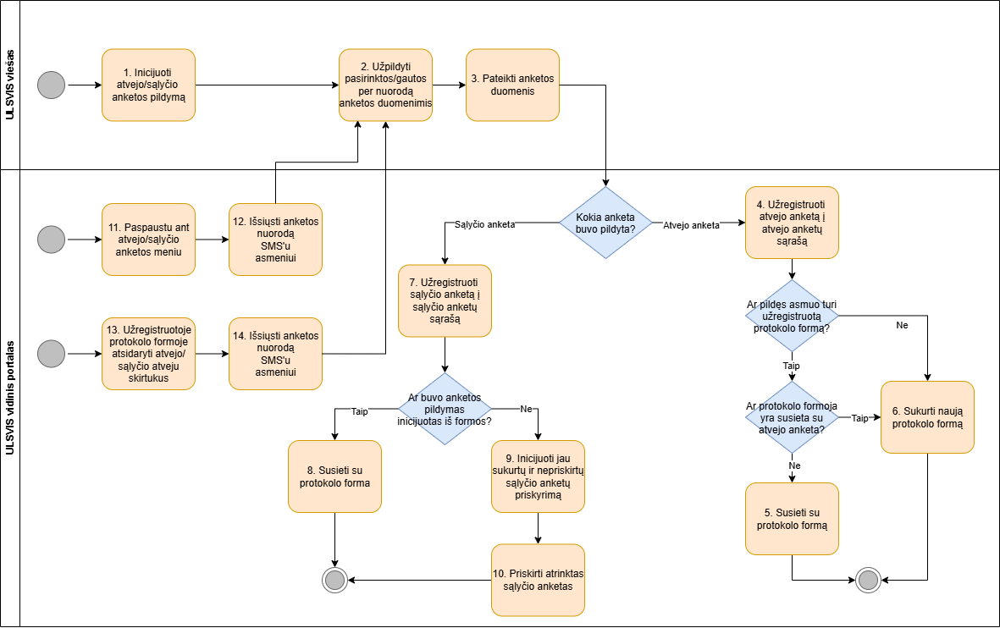 ULSVIS viešas
1. Inicijuoti
atvejo/sąlyčio
anketos pildymą
2. Užpildyti
pasirinktos/gautos
per nuorodą
anketos duomenimis
3. Pateikti anketos
duomenis
ULSVIS vidinis portalas
11. Paspaustu ant
atvejo/sąlyčio
anketos meniu
12. Išsiųsti anketos
nuorodą
SMS'u
asmeniui
Kokia anketa
buvo pildyta?
Sąlyčio anketa
Atvejo anketa
4. Užregistruoti
atvejo anketą į
atvejo anketų
sąrašą
7. Užregistruoti
sąlyčio anketą į
sąlyčio anketų
sąrašą
Ar pildęs asmuo turi
užregistruotą
protokolo formą?
Ne
Taip
13. Užregistruotoje
protokolo formoje
atsidaryti atvejo/
sąlyčio atveju
skirtukus
14. Išsiųsti anketos
nuorodą
SMS'u
asmeniui
Ar buvo anketos
pildymas
inicijuotas iš formos?
Taip
Ne
Ar protokolo formoja
yra susieta su
atvejo anketa?
Taip
Ne
6. Sukurti naują
protokolo formą
8. Susieti su
protokolo forma
9. Inicijuoti jau
sukurtų ir nepriskirtų
sąlyčio anketų
priskyrimą
5. Susieti su
protokolo formą
10. Priskirti atrinktas
sąlyčio anketas